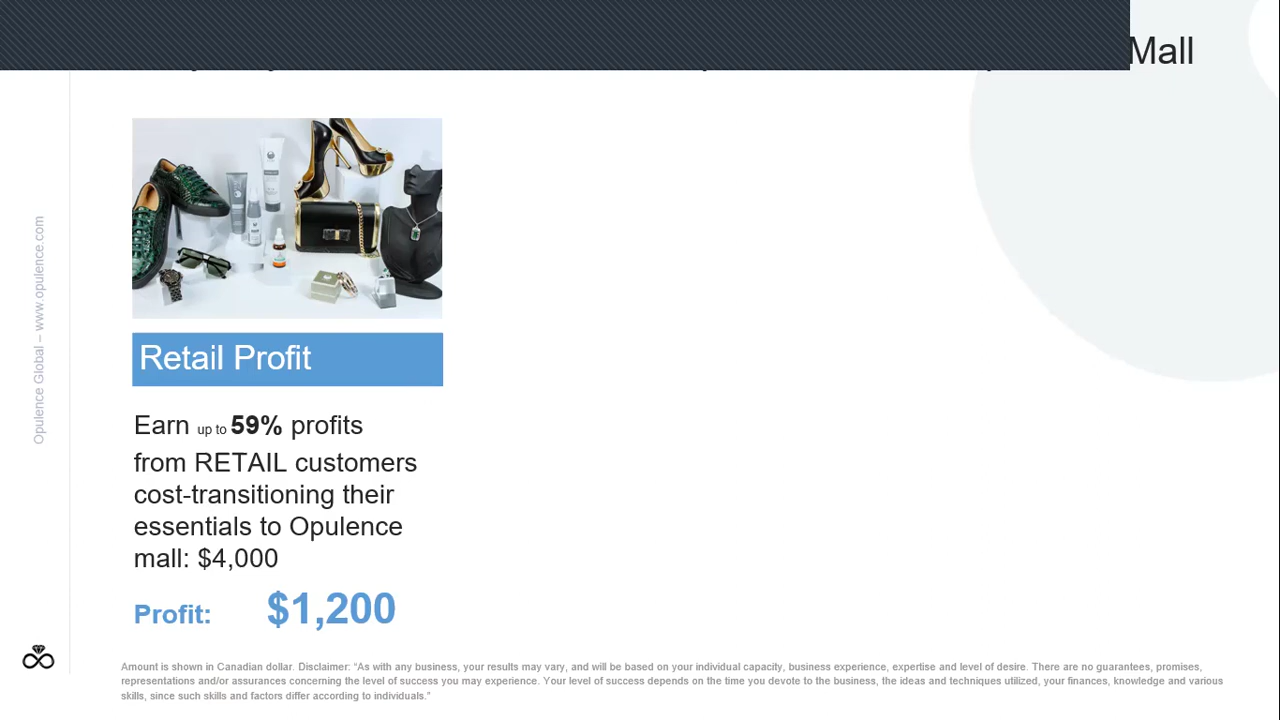 Mall
Opulence Global – www.opulence.com
Retail Profit
Earn up to 59% profits
from RETAIL customers
cost-transitioning their
essentials to Opulence
mall: $4,000
Profit: $1,200
Amount is shown in Canadian dollar. Disclaimer: “As with any business, your results may vary, and will be based on your individual capacity, business experience, expertise and level of desire. There are no guarantees, promises,
representations and/or assurances concerning the level of success you may experience. Your level of success depends on the time you devote to the business, the ideas and techniques utilized, your finances, knowledge and various
skills, since such skills and factors differ according to individuals.”